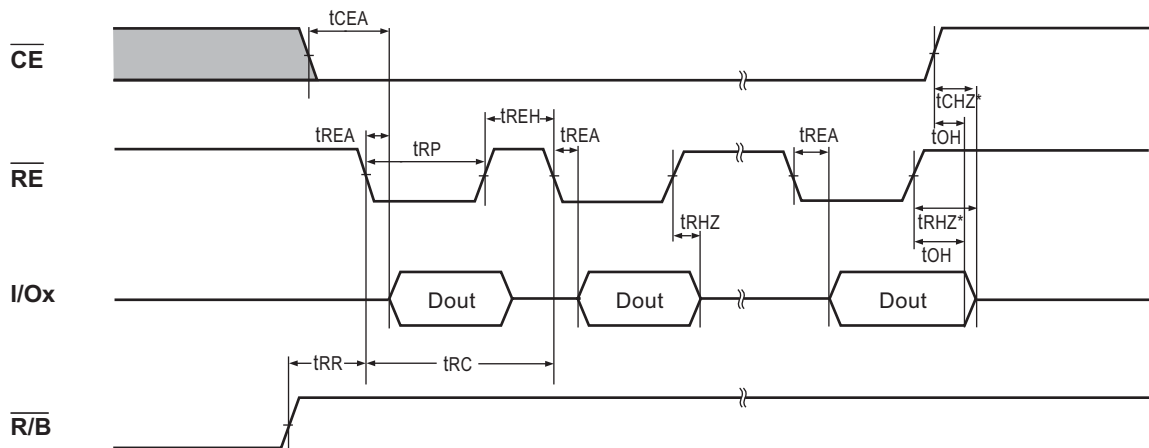 tCEA
CE
tCHZ*
tREH
tREA
tRP
tREA
tREA
tOH
RE
tRHZ
tRHZ*
tOH
I/Ox
Dout
Dout
Dout
tRR
tRC
R/B